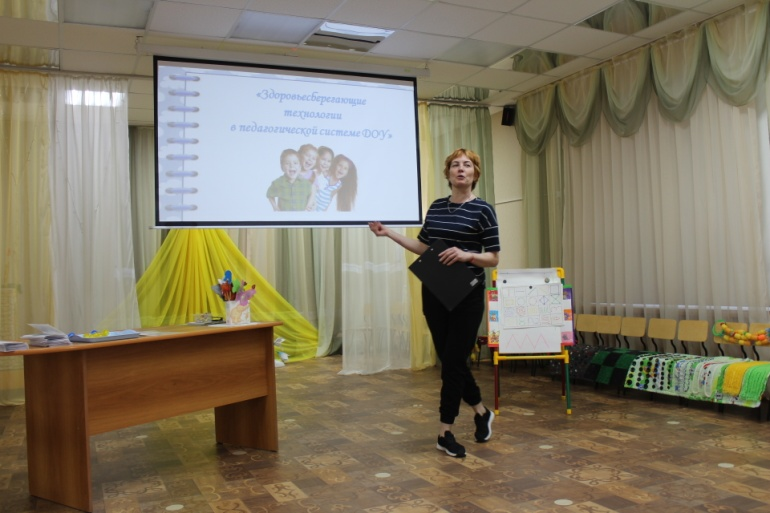 «Здоровьесберегающие
технологии
в педагогической системе ДОУ»